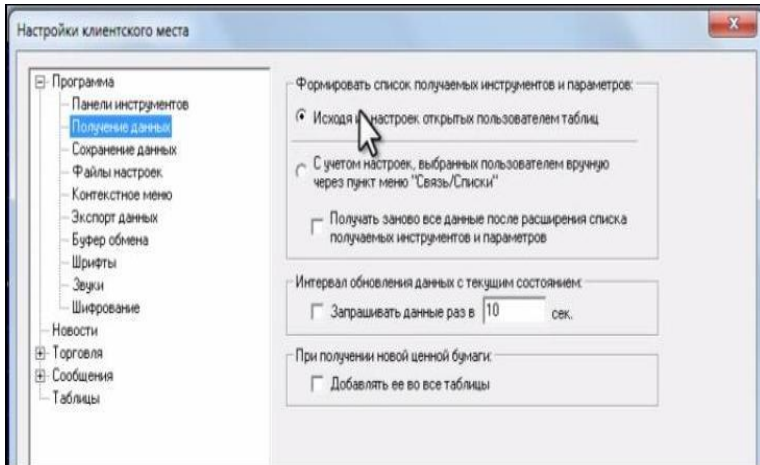 Настройки клиентского места
Программа
Панели инструментов
Получение данных
Сохранение данных
Файлы настроек
Контекстное меню
Экспорт данных
Буфер обмена
Шрифты
Звуки
Шифрование
Новости
Торговля
Сообщения
Таблицы
Формировать список получаемых инструментов и параметров:
Исходя настроек открытых пользователем таблиц
С учетом настроек, выбранных пользователем вручную
через пункт меню "Связь/Списки"
Получать заново все данные после расширения списка
получаемых инструментов и параметров
Интервал обновления данных с текущим состоянием:
Запрашивать данные раз в 10 сек.
При получении новой ценной бумаги:
Добавлять ее во все таблицы